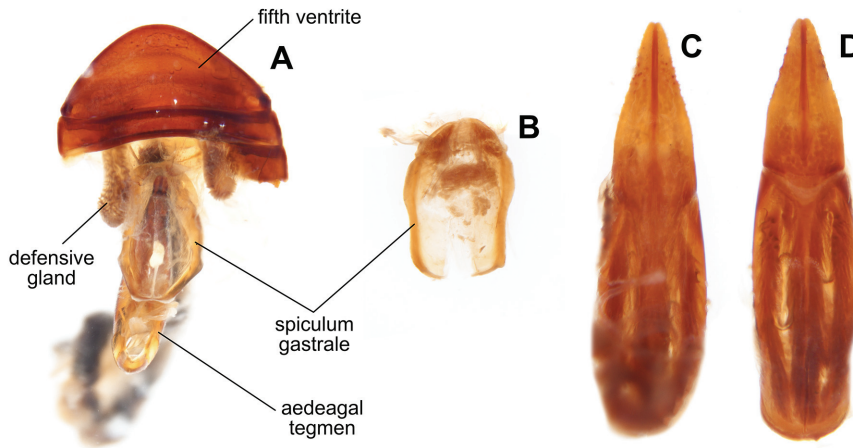 fifth ventrite
A
B
C
D
defensive
gland
spiculum
gastrale
aedeagal
tegmen